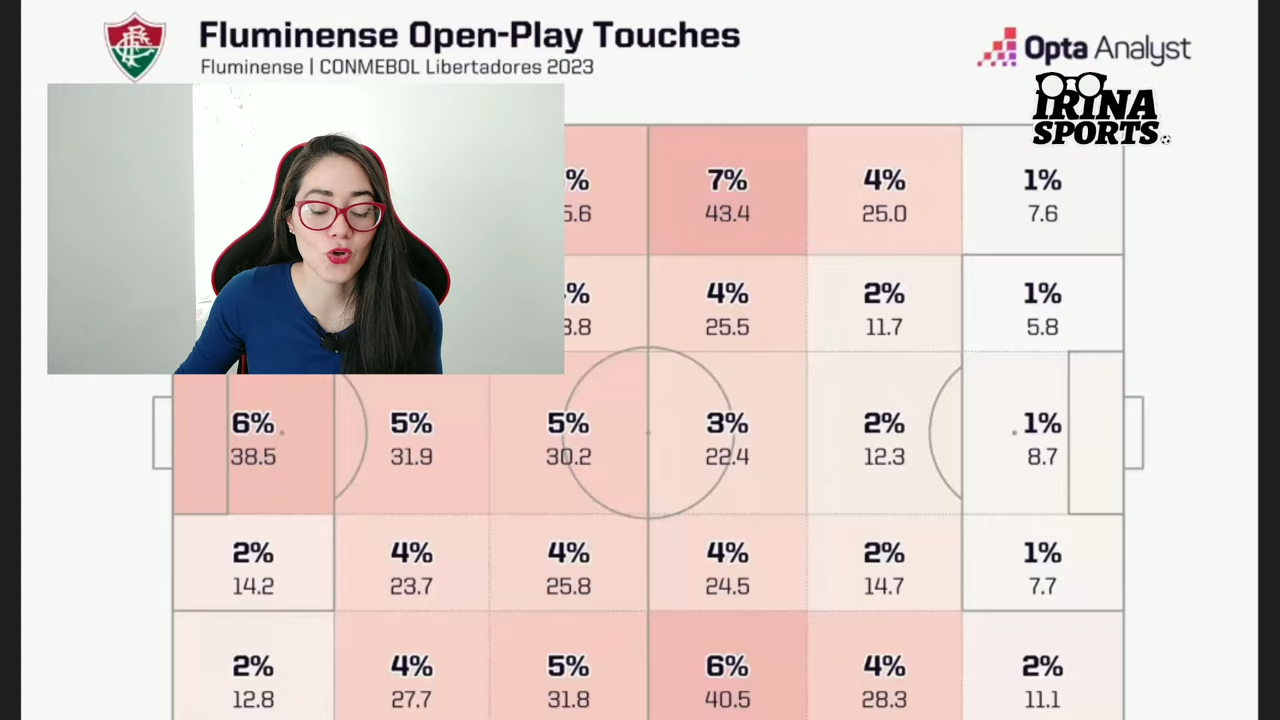 Fluminense Open-Play Touches
Fluminense | CONMEBOL Libertadores 2023
Opta Analyst
IRINA
SPORTS
% 7% 4% 1%
5.6 43.4 25.0 7.6
% 4% 2% 1%
3.8 25.5 11.7 5.8
6% 5% 5% 3% 2% 1%
38.5 31.9 30.2 22.4 12.3 8.7
2% 4% 4% 4% 2% 1%
14.2 23.7 25.8 24.5 14.7 7.7
2% 4% 5% 6% 4% 2%
12.8 27.7 31.8 40.5 28.3 11.1